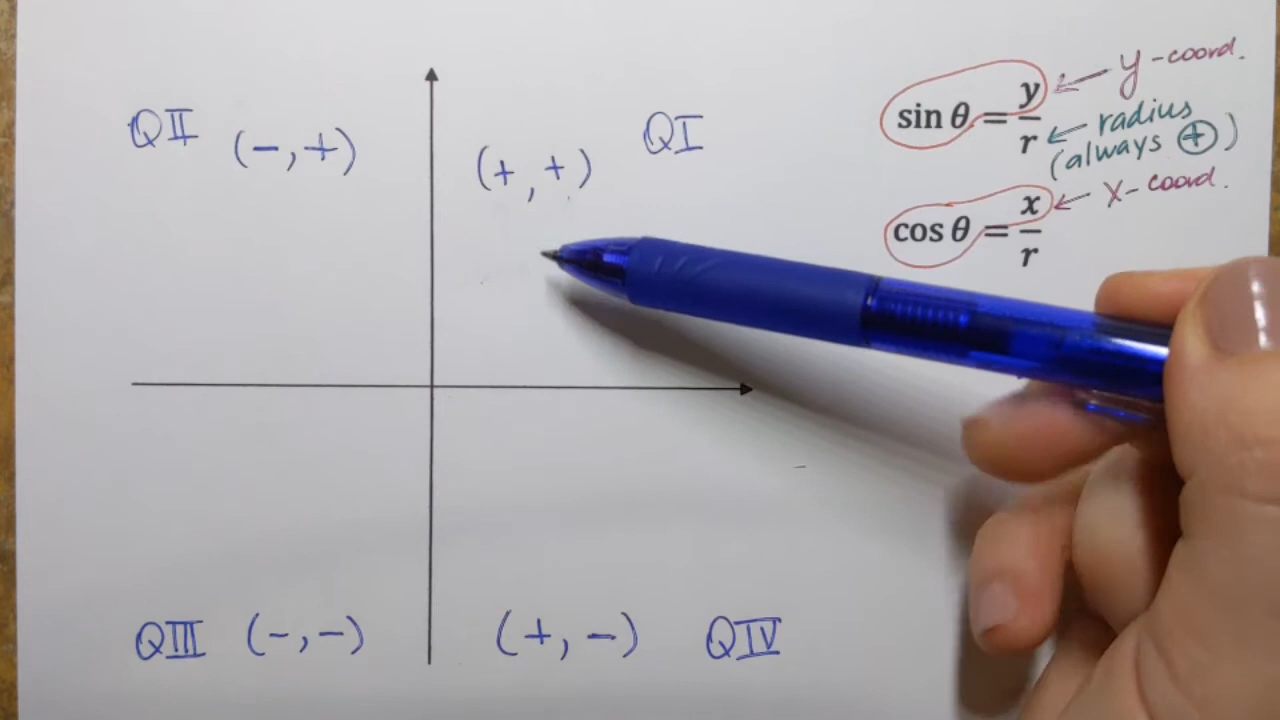 QII (-,+)
(+,+) QI
sin θ = y/r
← y-coord.
← radius
(always ⊕)
cos θ = x/r
← x-coord.
QIII (-,-)
(+,-) QIV